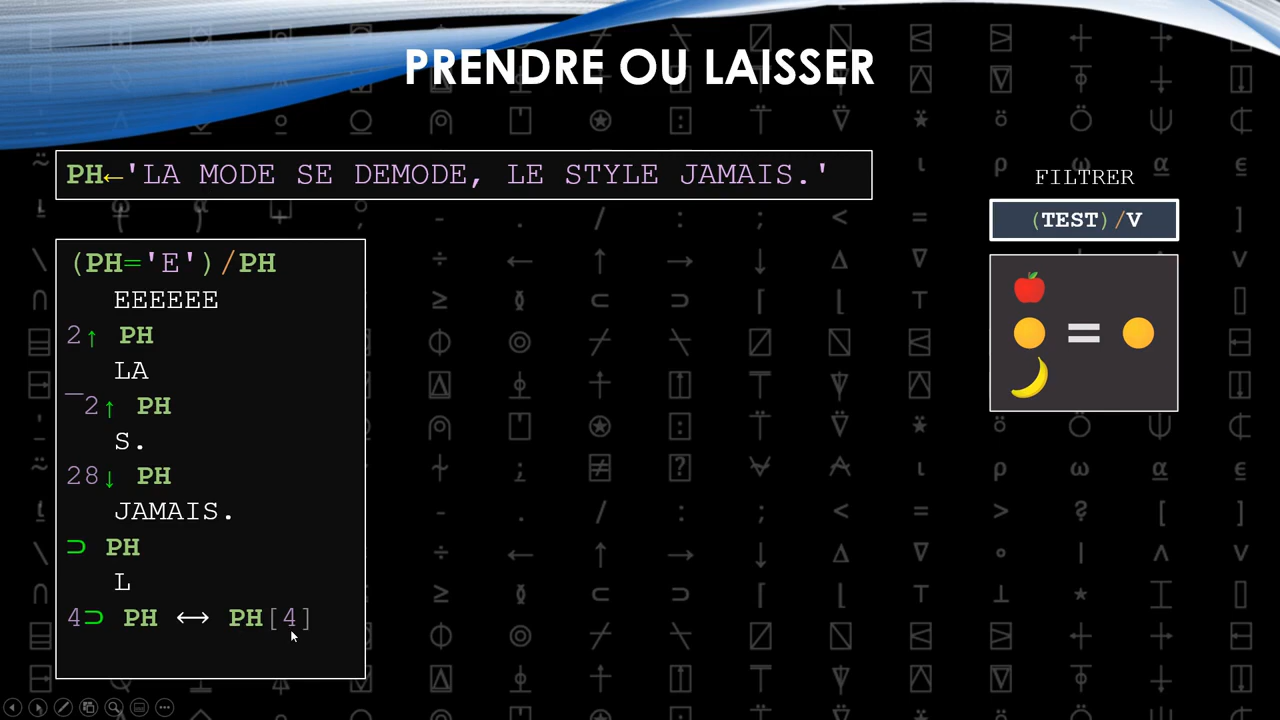 PRENDRE OU LAISSER
PH←'LA MODE SE DEMODE, LE STYLE JAMAIS.'
(PH='E')/PH
EEEEEE
2↑ PH
LA
¯2↑ PH
S.
28↓ PH
JAMAIS.
⊃ PH
L
4⊃ PH ⟷ PH[4]
FILTRER
(TEST)/V